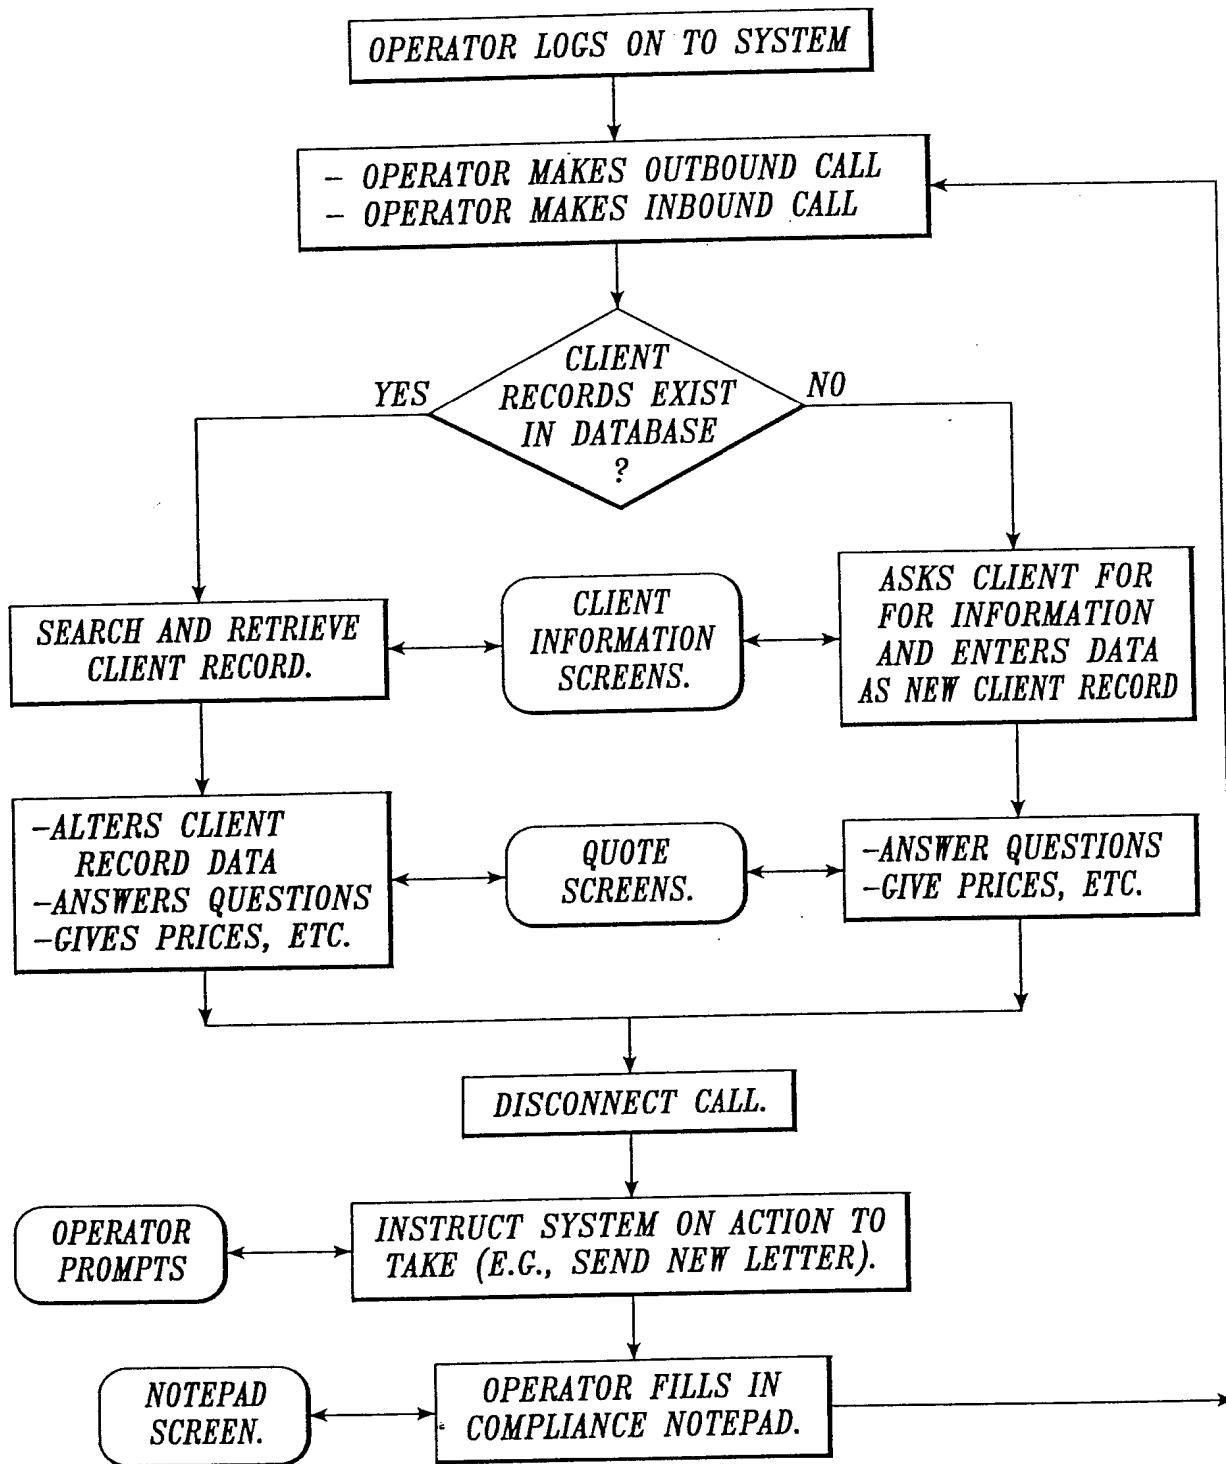 OPERATOR LOGS ON TO SYSTEM
- OPERATOR MAKES OUTBOUND CALL
- OPERATOR MAKES INBOUND CALL
CLIENT
RECORDS EXIST
IN DATABASE
?
YES
NO
SEARCH AND RETRIEVE
CLIENT RECORD.
CLIENT
INFORMATION
SCREENS.
ASKS CLIENT FOR
FOR INFORMATION
AND ENTERS DATA
AS NEW CLIENT RECORD
-ALTERS CLIENT
RECORD DATA
-ANSWERS QUESTIONS
-GIVES PRICES, ETC.
QUOTE
SCREENS.
-ANSWER QUESTIONS
-GIVE PRICES, ETC.
DISCONNECT CALL.
OPERATOR
PROMPTS
INSTRUCT SYSTEM ON ACTION TO
TAKE (E.G., SEND NEW LETTER).
NOTEPAD
SCREEN.
OPERATOR FILLS IN
COMPLIANCE NOTEPAD.